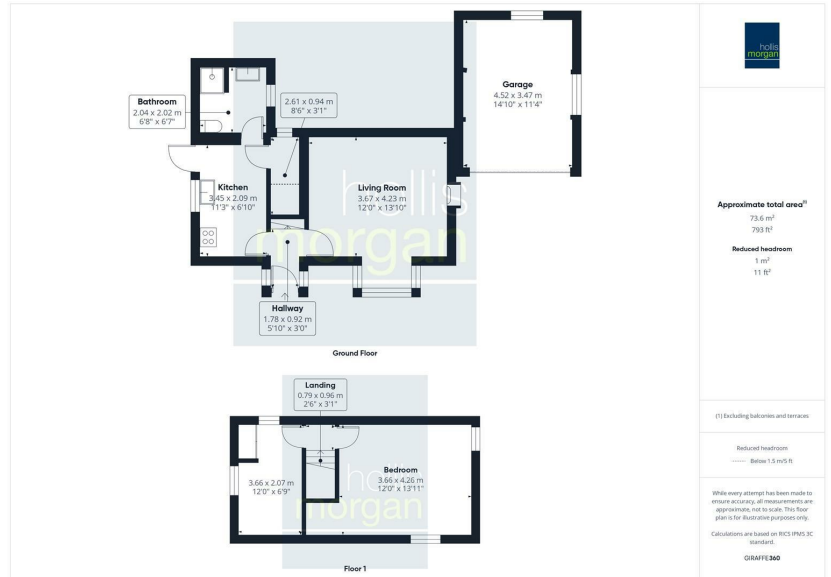 hollis
morgan
Bathroom
2.04 x 2.02 m
6'8" x 6'7"
2.61 x 0.94 m
8'6" x 3'1"
Garage
4.52 x 3.47 m
14'10" x 11'4"
Kitchen
3.45 x 2.09 m
11'3" x 6'10"
Living Room
3.67 x 4.23 m
12'0" x 13'10"
hollis
morgan
Hallway
1.78 x 0.92 m
5'10" x 3'0"
Ground Floor
Approximate total area(1)
73.6 m²
793 ft²
Reduced headroom
1 m²
11 ft²
Landing
0.79 x 0.96 m
2'6" x 3'1"
3.66 x 2.07 m
12'0" x 6'9"
Bedroom
3.66 x 4.26 m
12'0" x 13'11"
hollis
morgan
Floor 1
(1) Excluding balconies and terraces
Reduced headroom
Below 1.5 m/5 ft
While every attempt has been made to
ensure accuracy, all measurements are
approximate, not to scale. This floor
plan is for illustrative purposes only.
Calculations are based on RICS IPMS 3C
standard.
GIRAFFE360